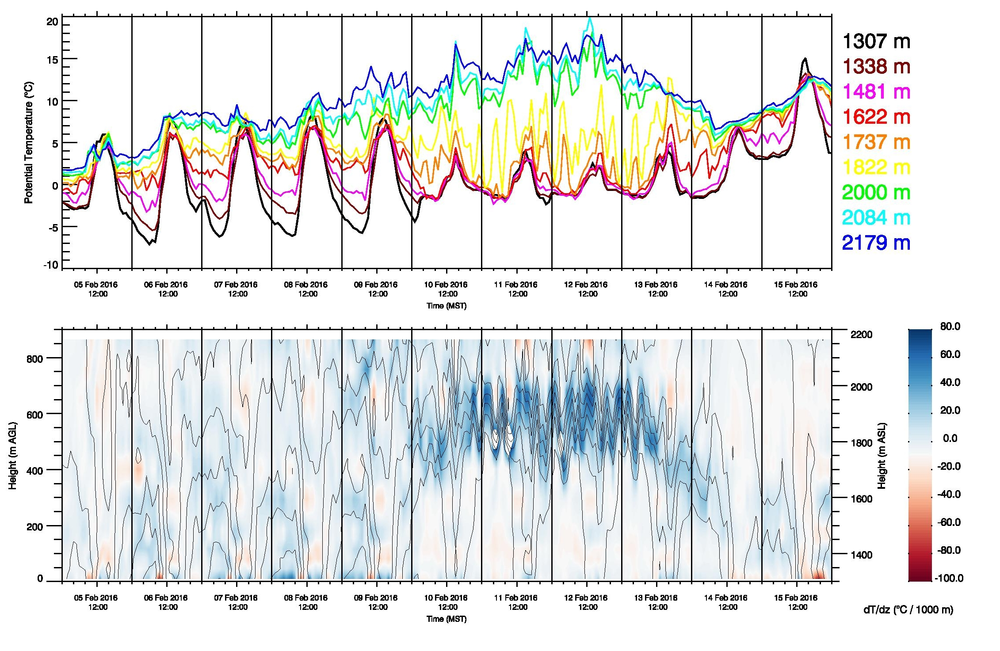 20
15
10
5
0
-5
-10
Potential Temperature (°C)
1307 m
1338 m
1481 m
1622 m
1737 m
1822 m
2000 m
2084 m
2179 m
05 Feb 2016 06 Feb 2016 07 Feb 2016 08 Feb 2016 09 Feb 2016 10 Feb 2016 11 Feb 2016 12 Feb 2016 13 Feb 2016 14 Feb 2016 15 Feb 2016
12:00 12:00 12:00 12:00 12:00 12:00 12:00 12:00 12:00 12:00 12:00
Time (MST)
800
600
400
200
0
Height (m AGL)
2200
2000
1800
1600
1400
Height (m ASL)
80.0
60.0
40.0
20.0
0.0
-20.0
-40.0
-60.0
-80.0
-100.0
05 Feb 2016 06 Feb 2016 07 Feb 2016 08 Feb 2016 09 Feb 2016 10 Feb 2016 11 Feb 2016 12 Feb 2016 13 Feb 2016 14 Feb 2016 15 Feb 2016
12:00 12:00 12:00 12:00 12:00 12:00 12:00 12:00 12:00 12:00 12:00
Time (MST)
dT/dz (°C / 1000 m)